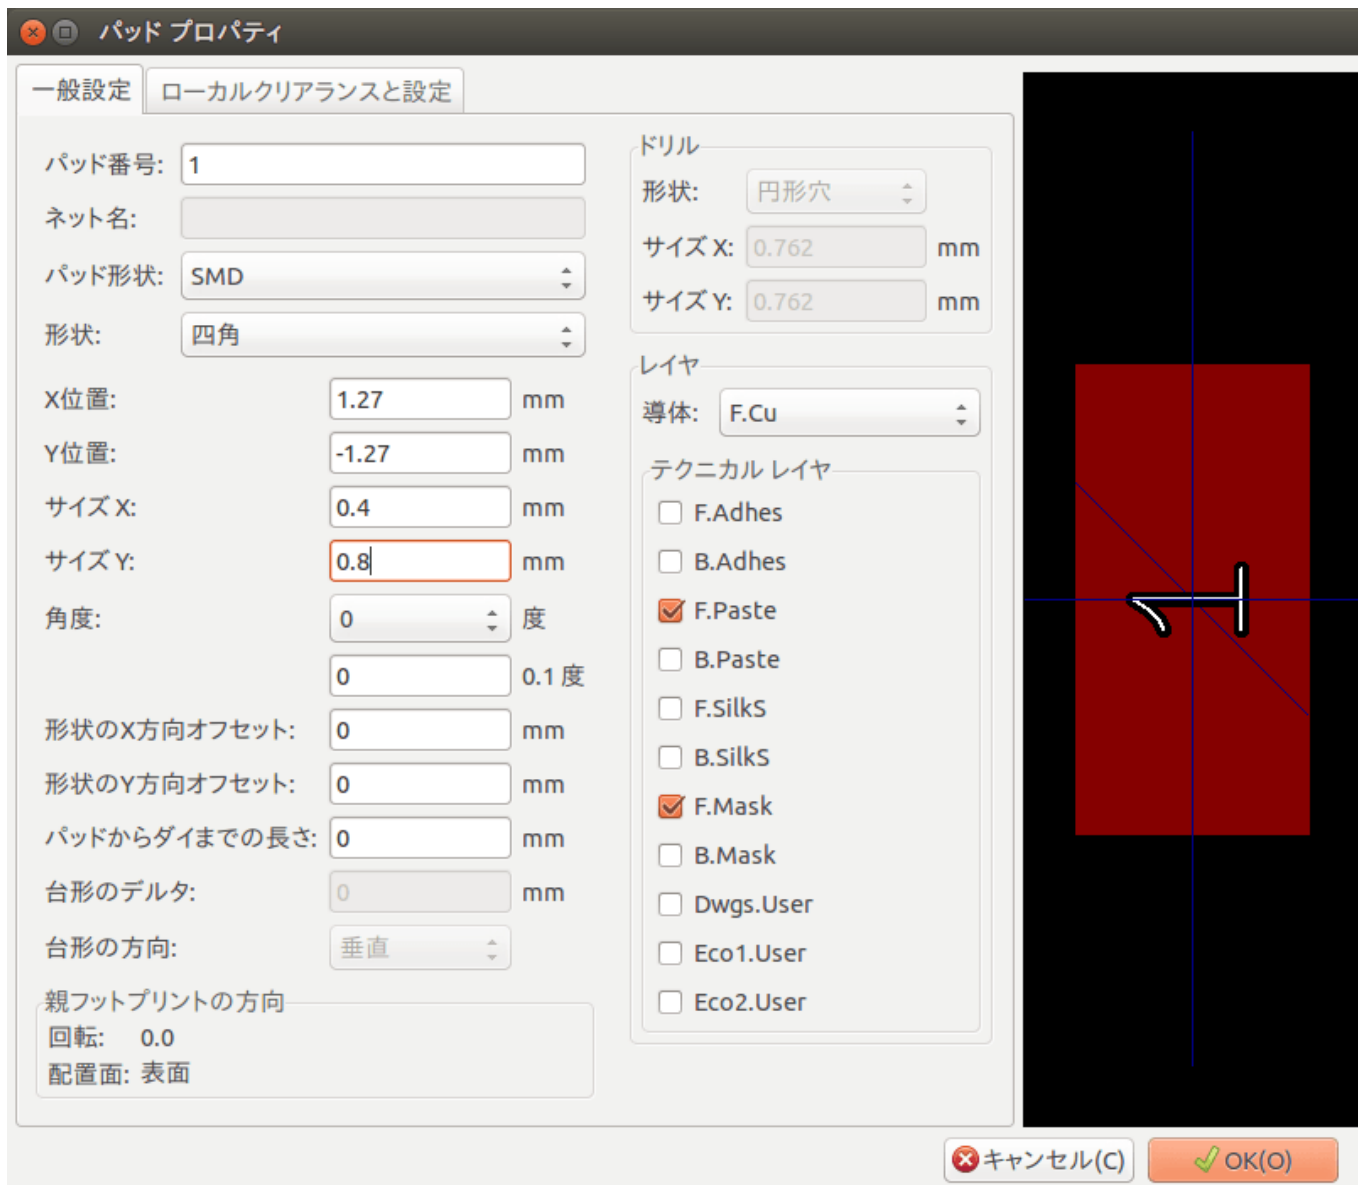 パッド プロパティ
一般設定
ローカルクリアランスと設定
パッド番号: 1
ネット名:
パッド形状: SMD
形状: 四角
X位置: 1.27 mm
Y位置: -1.27 mm
サイズ X: 0.4 mm
サイズ Y: 0.8 mm
角度: 0 度
0 0.1 度
形状のX方向オフセット: 0 mm
形状のY方向オフセット: 0 mm
パッドからダイまでの長さ: 0 mm
台形のデルタ: 0 mm
台形の方向: 垂直
親フットプリントの方向
回転: 0.0
配置面: 表面
ドリル
形状: 円形穴
サイズ X: 0.762 mm
サイズ Y: 0.762 mm
レイヤ
導体: F.Cu
テクニカル レイヤ
F.Adhes
B.Adhes
F.Paste
B.Paste
F.SilkS
B.SilkS
F.Mask
B.Mask
Dwgs.User
Eco1.User
Eco2.User
1
キャンセル(C)
OK(O)